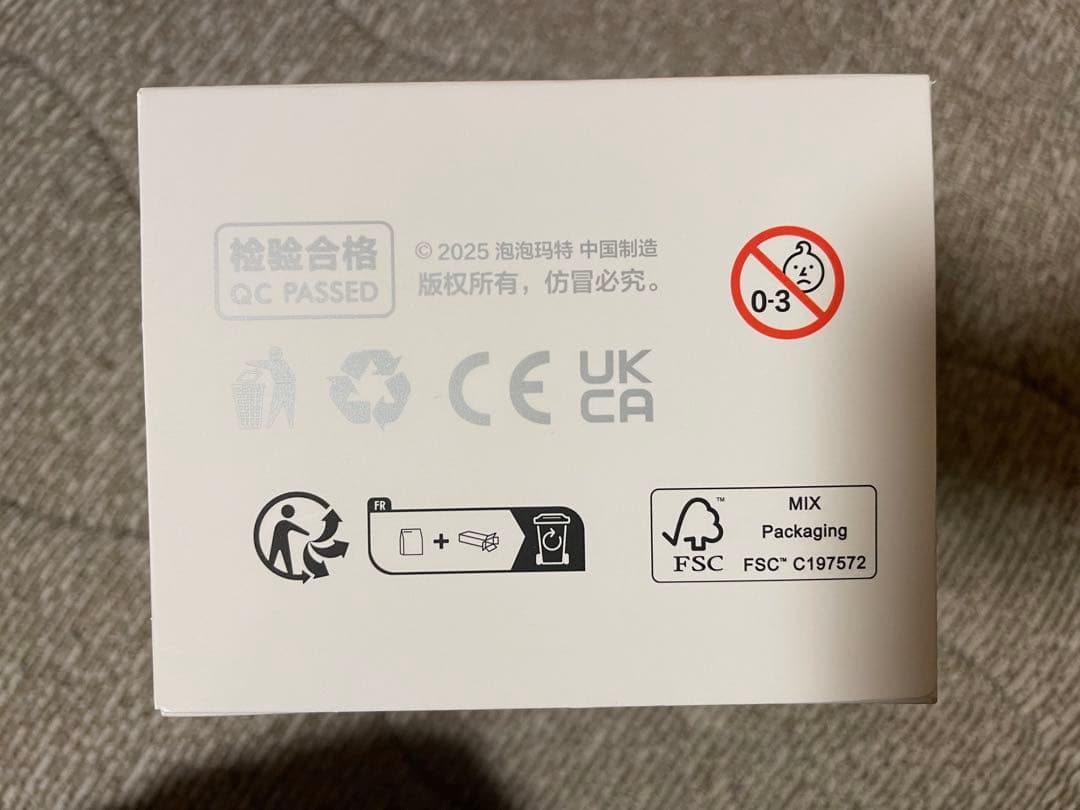 检验合格
QC PASSED
© 2025 泡泡玛特 中国制造
版权所有，仿冒必究。
0-3
CE
UK
CA
FR
+
FSC™
MIX
Packaging
FSC™ C197572